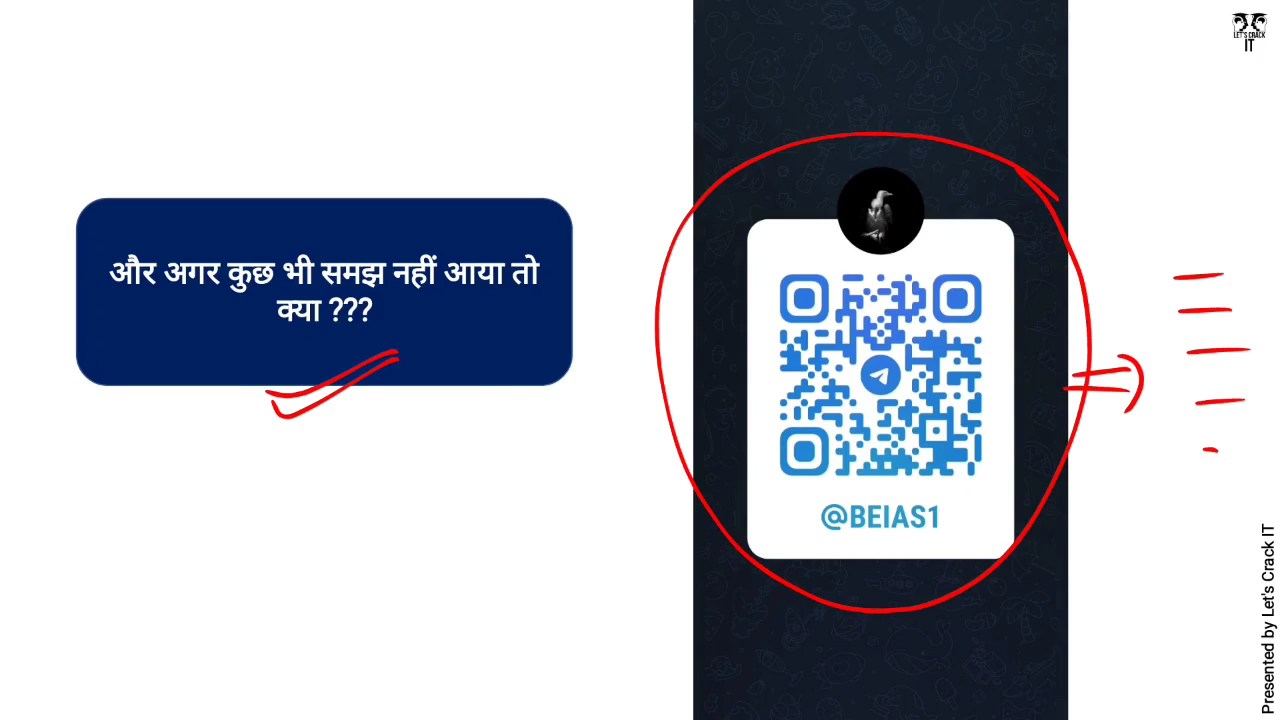 और अगर कुछ भी समझ नहीं आया तो
क्या ???
@BEIAS1
LET'S CRACK
IT
Presented by Let's Crack IT